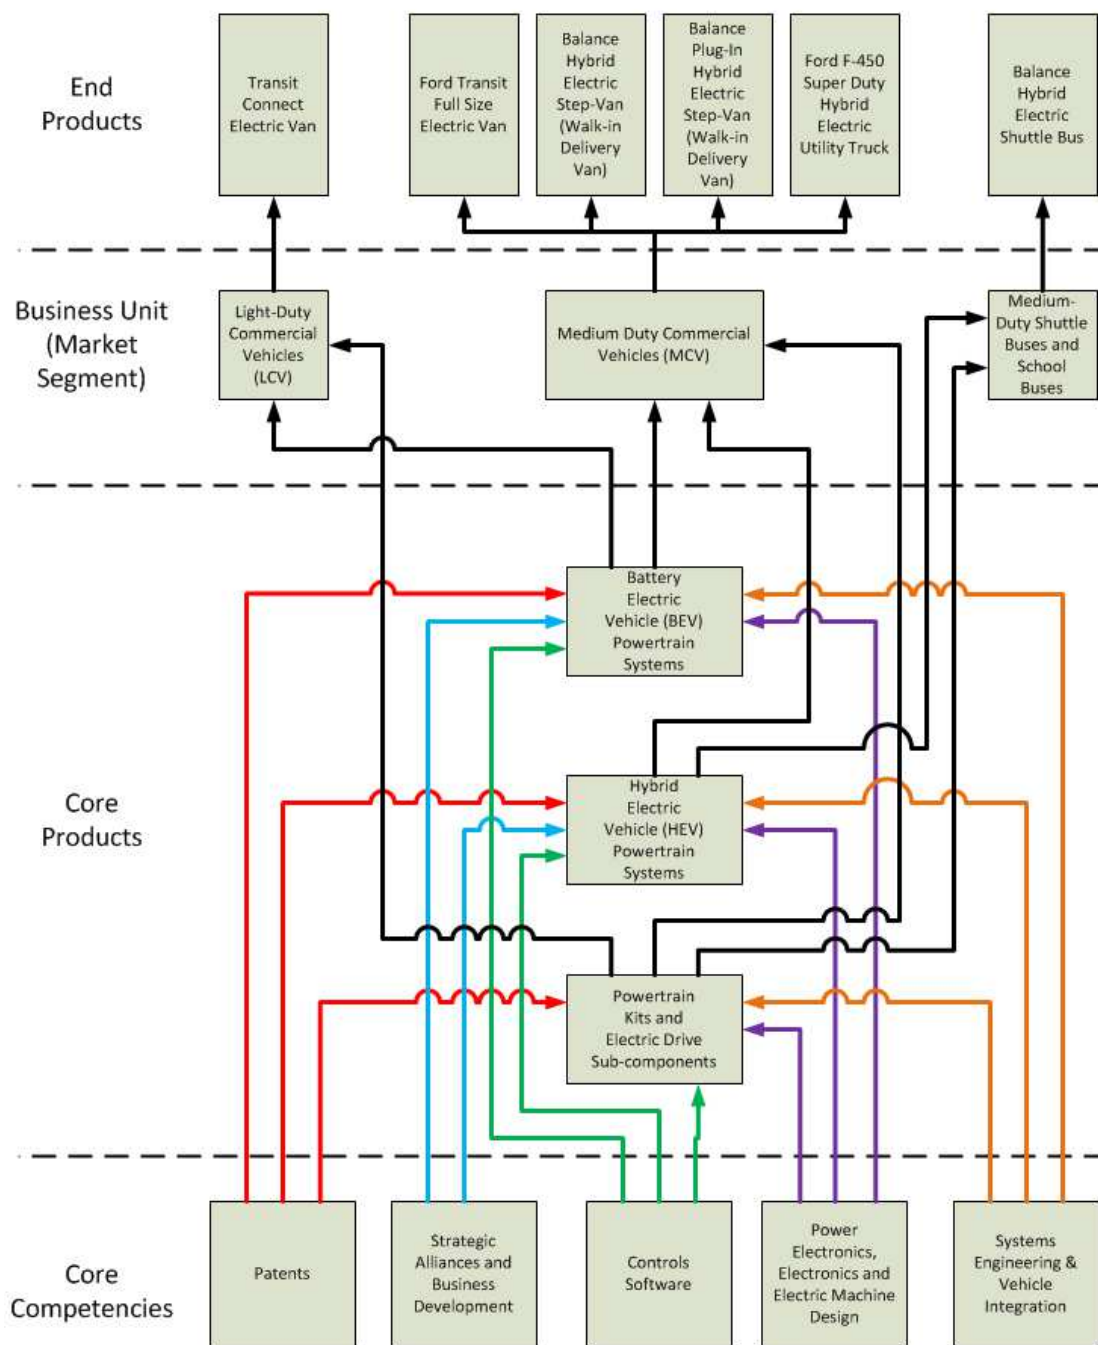 End
Products
Transit
Connect
Electric Van
Ford Transit
Full Size
Electric Van
Balance
Hybrid
Electric
Step-Van
(Walk-in
Delivery
Van)
Balance
Plug-In
Hybrid
Electric
Step-Van
(Walk-in
Delivery
Van)
Ford F-450
Super Duty
Hybrid
Electric
Utility Truck
Balance
Hybrid
Electric
Shuttle Bus
Business Unit
(Market
Segment)
Light-Duty
Commercial
Vehicles
(LCV)
Medium Duty Commercial
Vehicles (MCV)
Medium-
Duty Shuttle
Buses and
School
Buses
Core
Products
Battery
Electric
Vehicle (BEV)
Powertrain
Systems
Hybrid
Electric
Vehicle (HEV)
Powertrain
Systems
Powertrain
Kits and
Electric Drive
Sub-components
Core
Competencies
Patents
Strategic
Alliances and
Business
Development
Controls
Software
Power
Electronics,
Electronics and
Electric Machine
Design
Systems
Engineering &
Vehicle
Integration